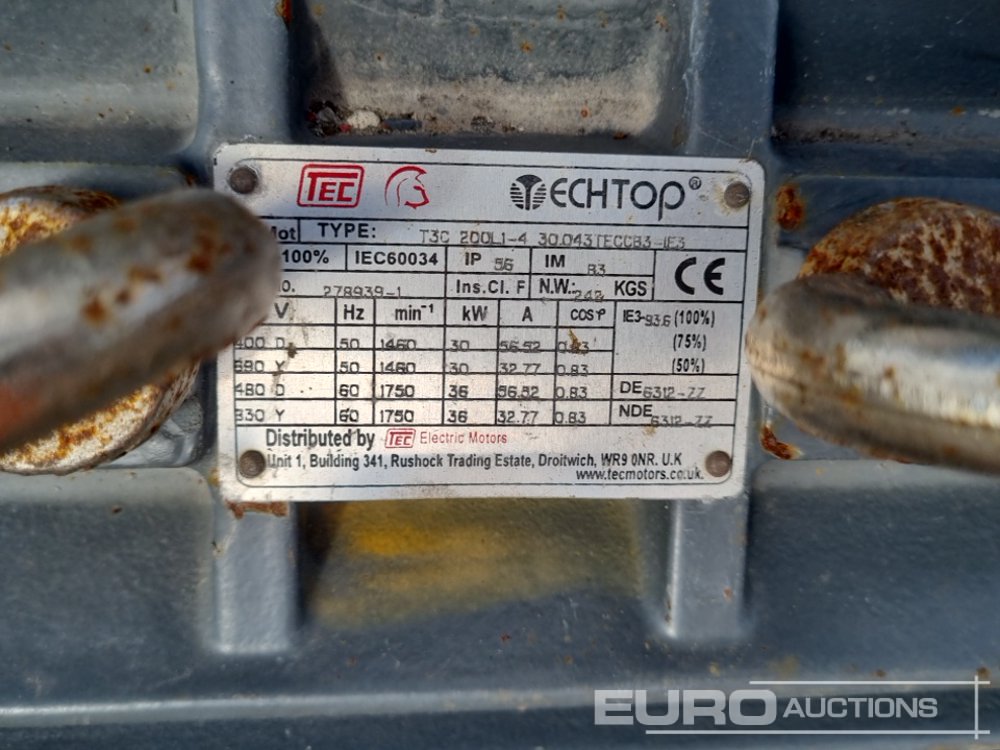 TEC TECHTOP®
Mot TYPE: T3C 200L1-4 30.043TECCB3-IE3
100% IEC60034 IP 56 IM B3 CE
o. 278939-1 Ins.Cl. F N.W.: 242 KGS
V Hz min⁻¹ kW A COSφ IE3-93.6 (100%)
400 D 50 1460 30 56.52 0.83 (75%)
690 Y 50 1460 30 32.77 0.83 (50%)
480 D 60 1750 36 56.52 0.83 DE 6312-ZZ
830 Y 60 1750 36 32.77 0.83 NDE 6312-ZZ
Distributed by TEC Electric Motors
Unit 1, Building 341, Rushock Trading Estate, Droitwich, WR9 0NR. U.K
www.tecmotors.co.uk
EURO AUCTIONS